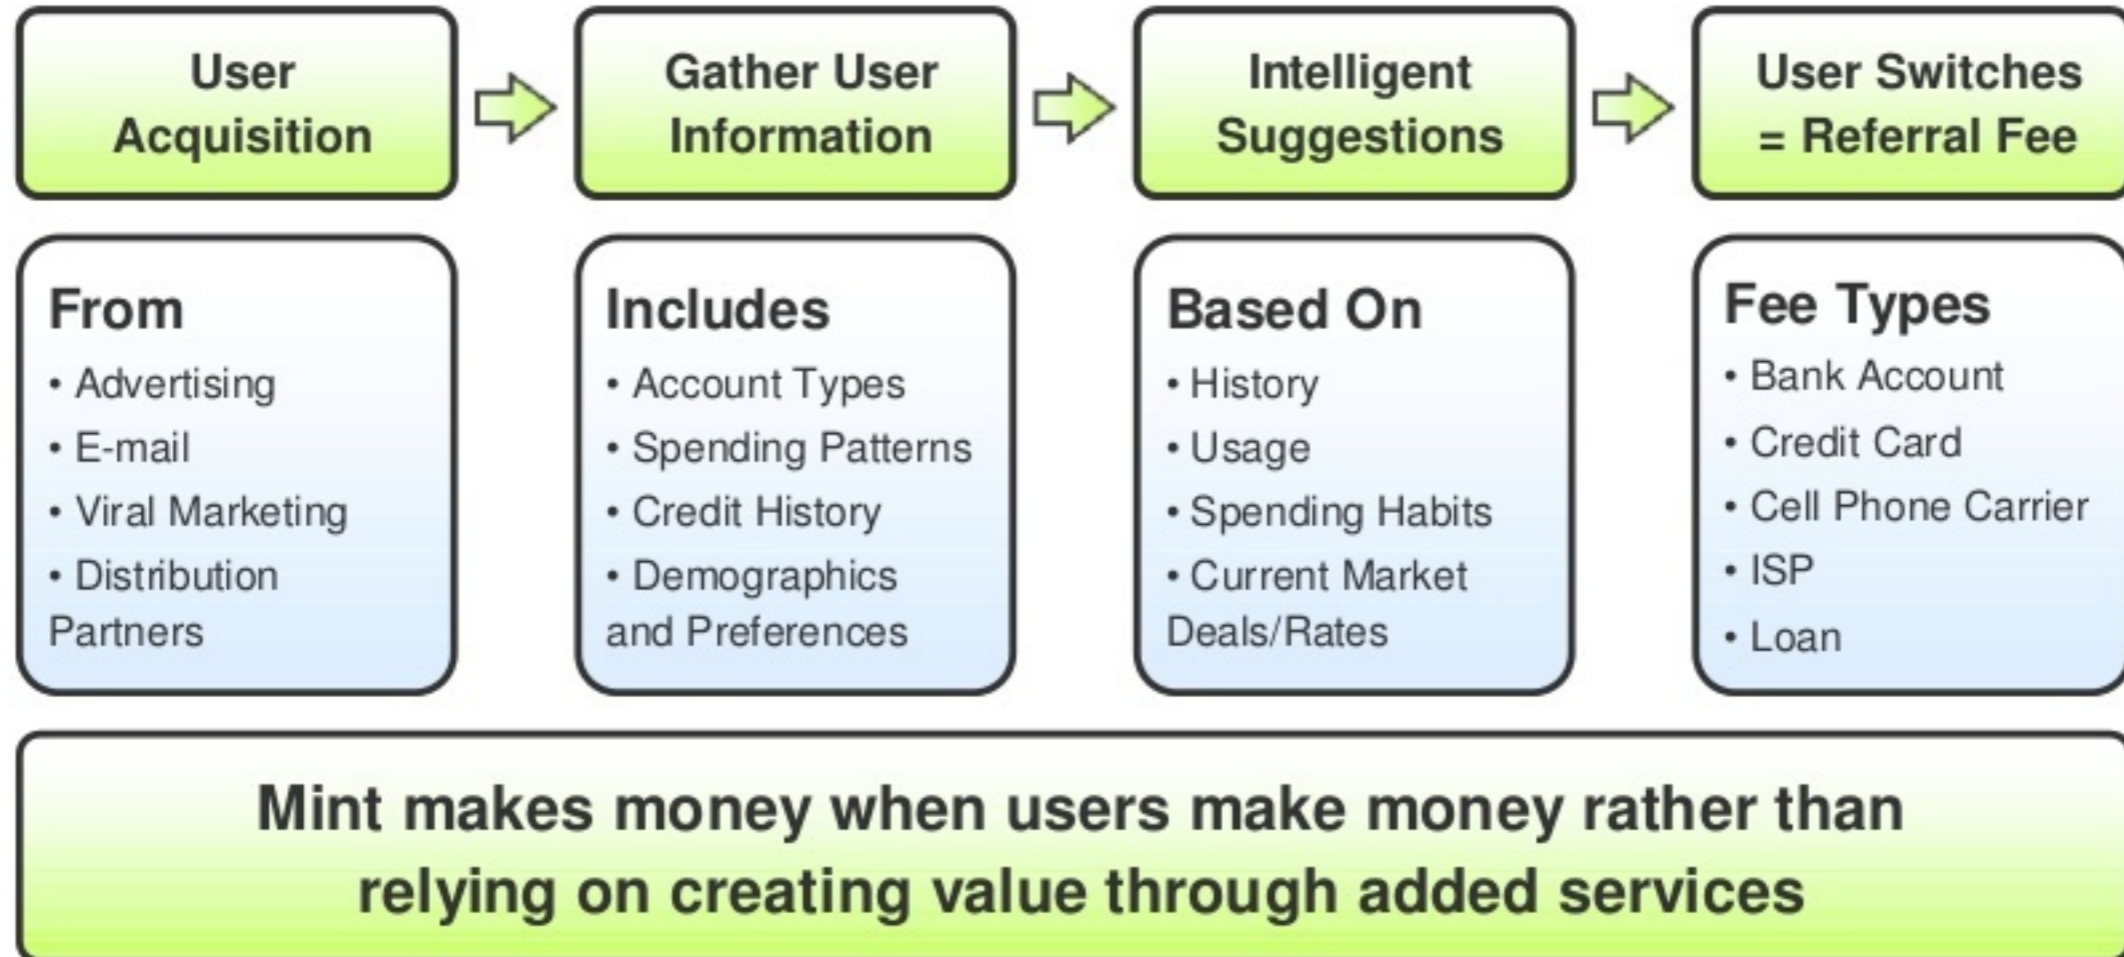 User
Acquisition
Gather User
Information
Intelligent
Suggestions
User Switches
= Referral Fee
From
• Advertising
• E-mail
• Viral Marketing
• Distribution
Partners
Includes
• Account Types
• Spending Patterns
• Credit History
• Demographics
and Preferences
Based On
• History
• Usage
• Spending Habits
• Current Market
Deals/Rates
Fee Types
• Bank Account
• Credit Card
• Cell Phone Carrier
• ISP
• Loan
Mint makes money when users make money rather than
relying on creating value through added services